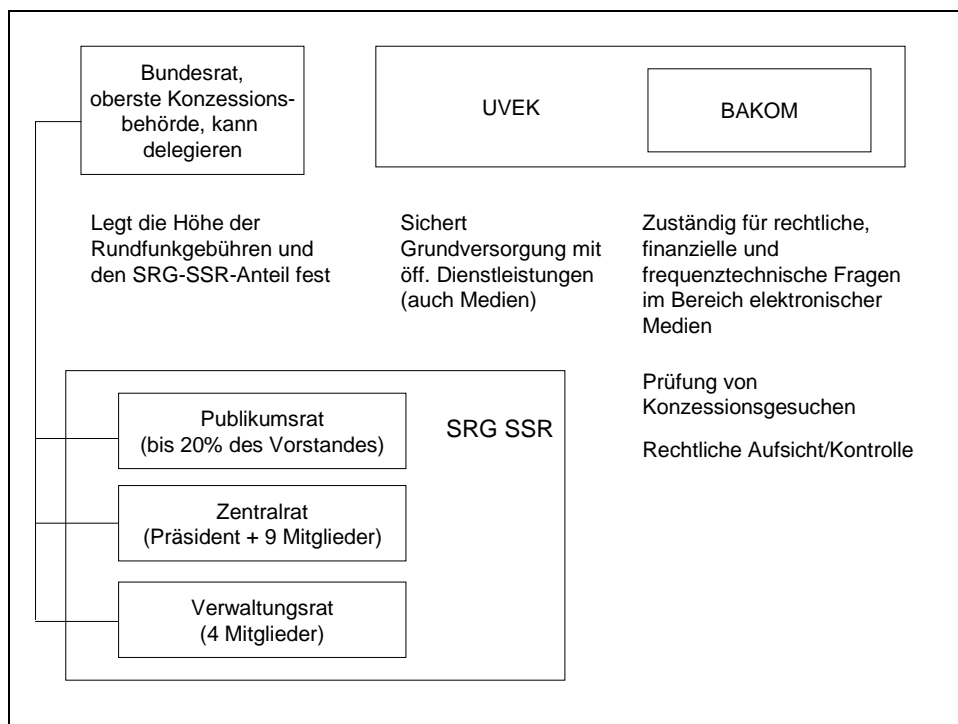 Bundesrat,
oberste Konzessions-
behörde, kann
delegieren
UVEK
BAKOM
Legt die Höhe der
Rundfunkgebühren und
den SRG-SSR-Anteil fest
Sichert
Grundversorgung mit
öff. Dienstleistungen
(auch Medien)
Zuständig für rechtliche,
finanzielle und
frequenztechnische Fragen
im Bereich elektronischer
Medien
Prüfung von
Konzessionsgesuchen
Rechtliche Aufsicht/Kontrolle
SRG SSR
Publikumsrat
(bis 20% des Vorstandes)
Zentralrat
(Präsident + 9 Mitglieder)
Verwaltungsrat
(4 Mitglieder)